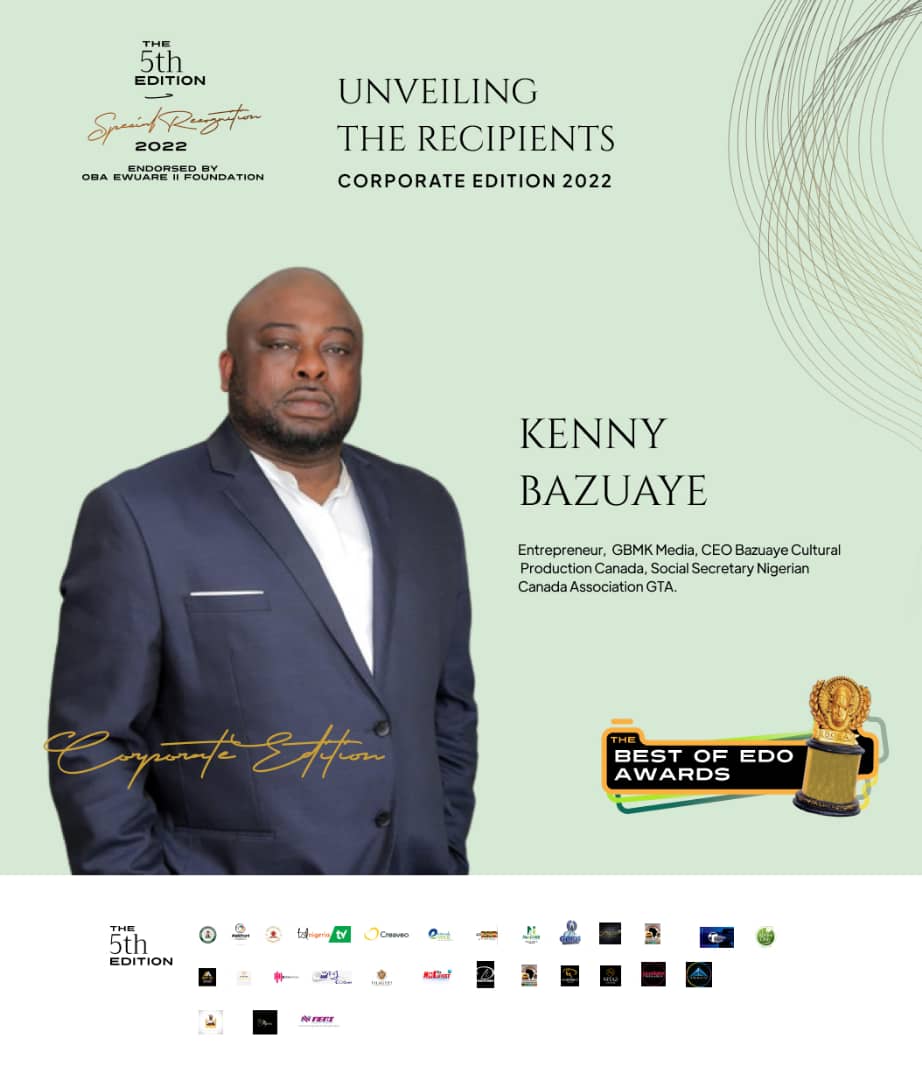 THE
5th
EDITION
Special Recognition
2022
ENDORSED BY
OBA EWUARE II FOUNDATION
UNVEILING
THE RECIPIENTS
CORPORATE EDITION 2022
KENNY
BAZUAYE
Entrepreneur, GBMK Media, CEO Bazuaye Cultural
Production Canada, Social Secretary Nigerian
Canada Association GTA.
Corporate Edition
THE
BEST OF EDO
AWARDS
THE
5th
EDITION
nigeria tv
Creaveo